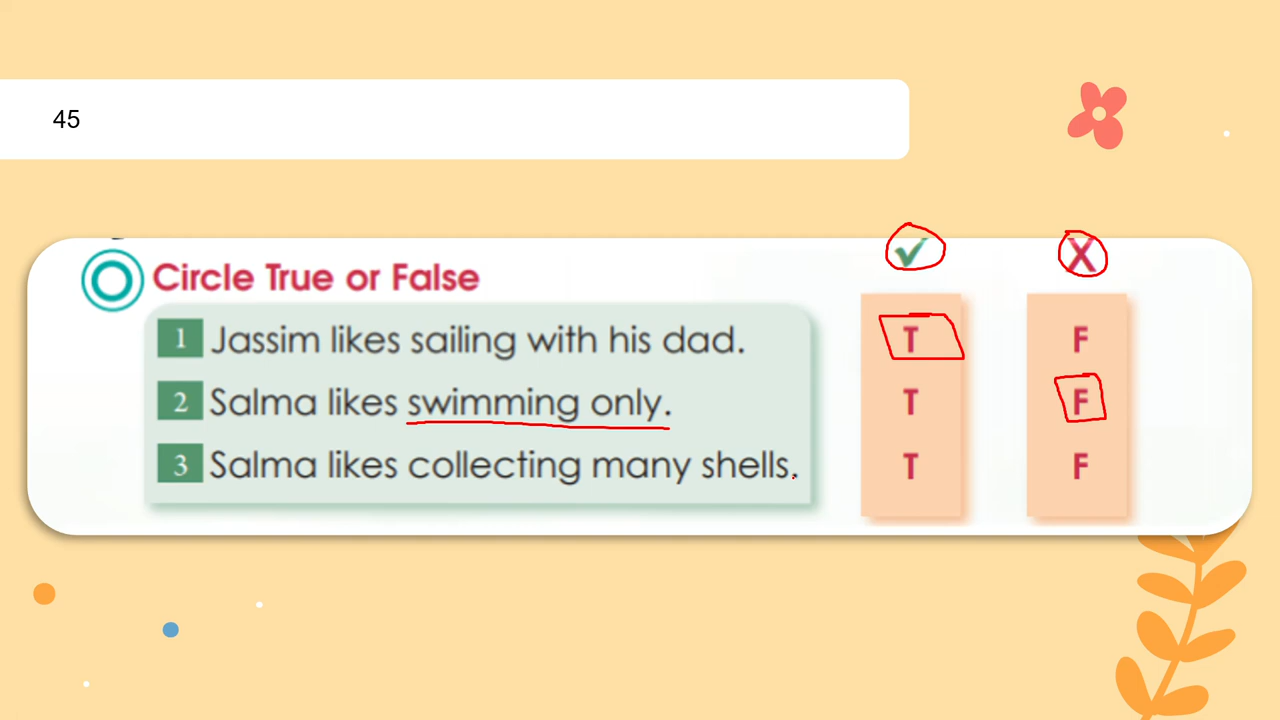 45
Circle True or False
✓ X
1 Jassim likes sailing with his dad. T F
2 Salma likes swimming only. T F
3 Salma likes collecting many shells. T F